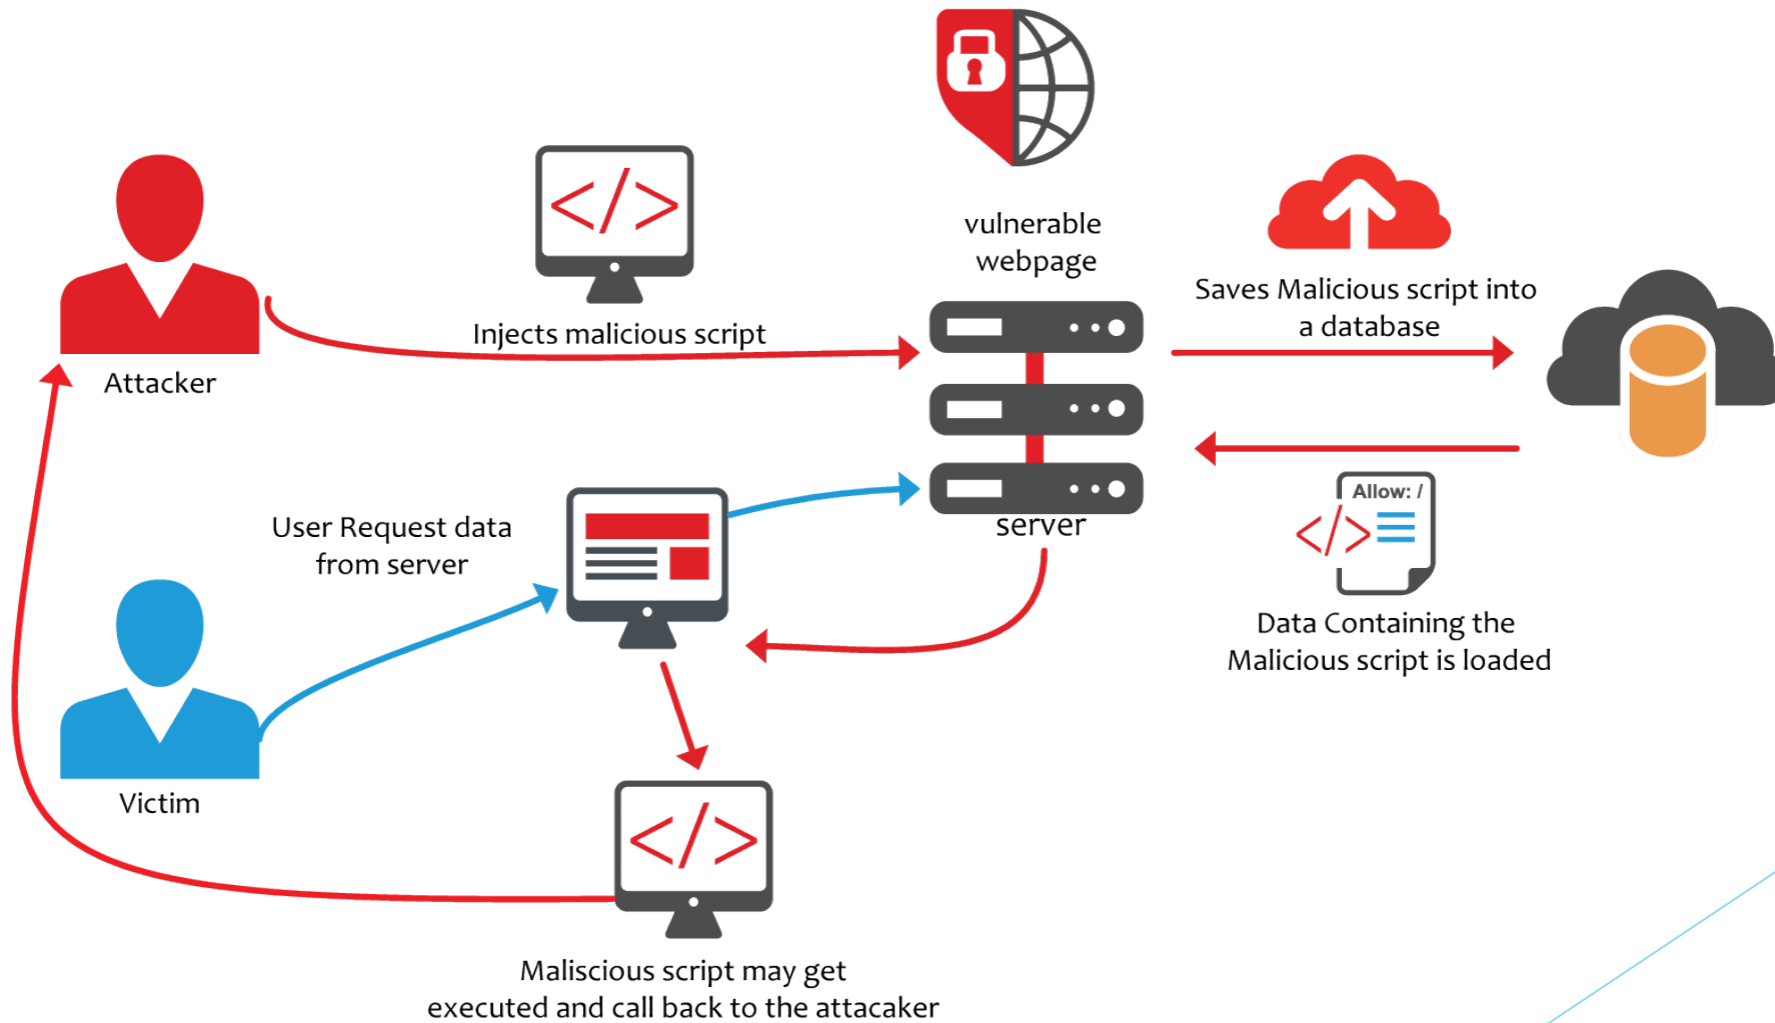 vulnerable
webpage
Saves Malicious script into
a database
Injects malicious script
Attacker
Allow: /
User Request data
from server
server
Data Containing the
Malicious script is loaded
Victim
Maliscious script may get
executed and call back to the attacaker